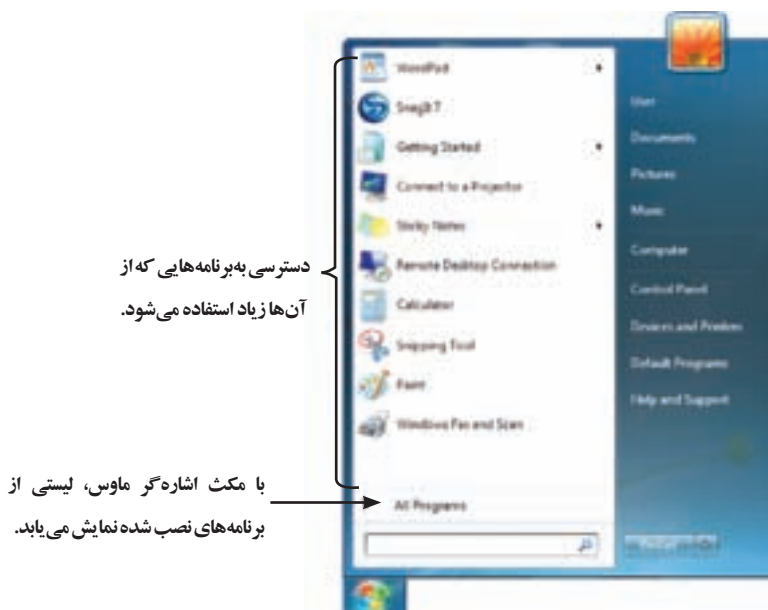 WordPad
SnagIt 7
Getting Started
Connect to a Projector
Sticky Notes
Remote Desktop Connection
Calculator
Snipping Tool
Paint
Windows Fax and Scan
All Programs
User
Documents
Pictures
Music
Computer
Control Panel
Devices and Printers
Default Programs
Help and Support
دسترسی به برنامه‌هایی که از
آن‌ها زیاد استفاده می‌شود.
با مکث اشاره‌گر ماوس، لیستی از
برنامه‌های نصب شده نمایش می‌یابد.